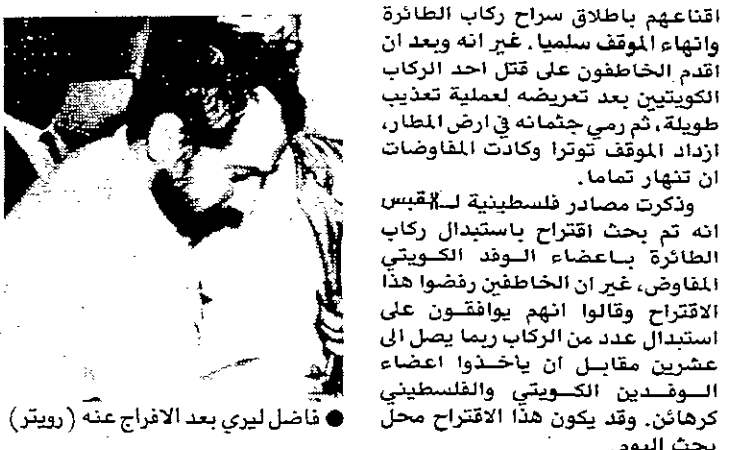 اقناعهم باطلاق سراح ركاب الطائرة
وانهاء الموقف سلميا. غير انه وبعد ان
اقدم الخاطفون على قتل احد الركاب
الكويتيين بعد تعريضه لعملية تعذيب
طويلة، ثم رمي جثمانه في ارض المطار،
ازداد الموقف توترا وكادت المفاوضات
ان تنهار تماما.
وذكرت مصادر فلسطينية لـ القبس
انه تم بحث اقتراح باستبدال ركاب
الطائرة باعضاء الوفد الكويتي
المفاوض، غير ان الخاطفين رفضوا هذا
الاقتراح وقالوا انهم يوافقون على
استبدال عدد من الركاب ربما يصل الى
عشرين مقابل ان يأخذوا اعضاء
الوفدين الكويتي والفلسطيني
كرهائن. وقد يكون هذا الاقتراح محل
بحث اليوم.
● فاضل ليري بعد الافراج عنه (رويتر)